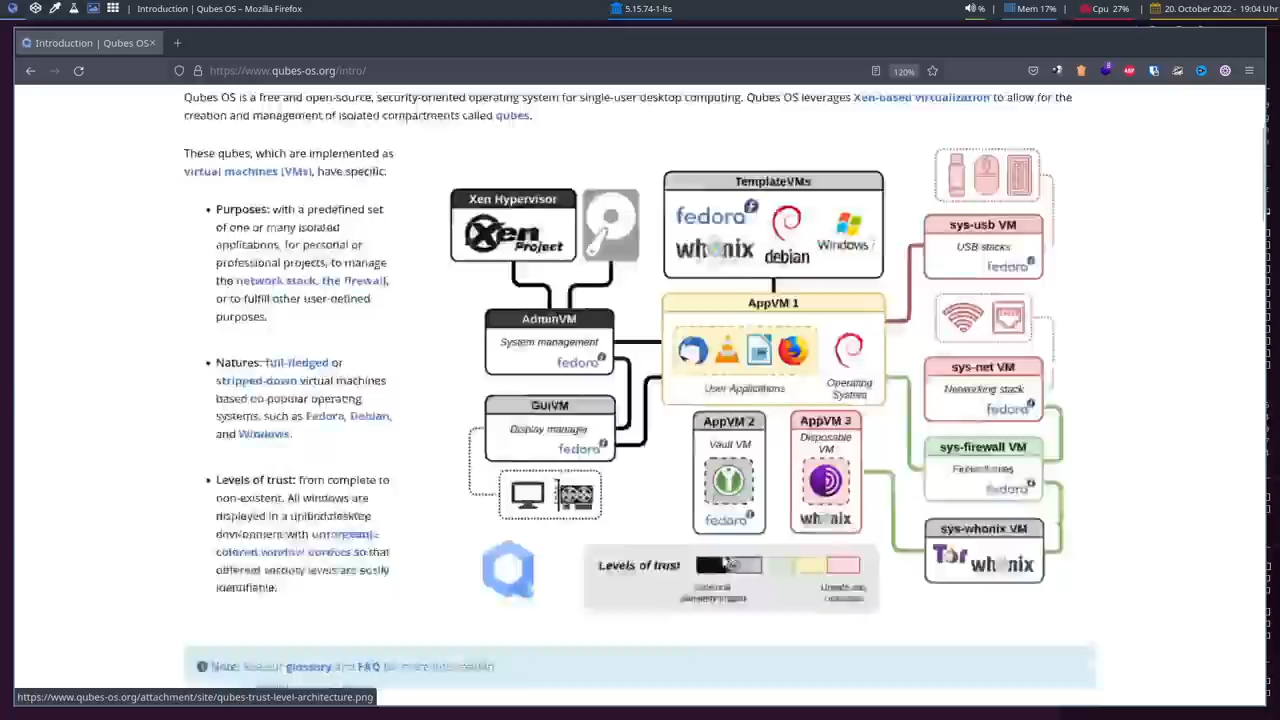 Introduction | Qubes OS – Mozilla Firefox
5.15.74-1-lts
%
Mem 17%
Cpu 27%
20. October 2022 - 19:04 Uhr
Introduction | Qubes OS
https://www.qubes-os.org/intro/
120%
Qubes OS is a free and open-source, security-oriented operating system for single-user desktop computing. Qubes OS leverages Xen-based virtualization to allow for the
creation and management of isolated compartments called qubes.
These qubes, which are implemented as
virtual machines (VMs), have specific:
• Purposes: with a predefined set
of one or many isolated
applications, for personal or
professional projects, to manage
the network stack, the firewall,
or to fulfill other user-defined
purposes.
• Natures: full-fledged or
stripped-down virtual machines
based on popular operating
systems, such as Fedora, Debian,
and Windows.
• Levels of trust: from complete to
non-existent. All windows are
displayed in a unified desktop
environment with
colored window borders so that
different security levels are easily
identifiable.
Xen Hypervisor
Xen Project
AdminVM
System management
fedora
GuiVM
Display manager
fedora
TemplateVMs
fedora
whonix
debian
Windows
AppVM 1
User Applications
Operating
System
AppVM 2
Vault VM
fedora
AppVM 3
Disposable
VM
whonix
sys-usb VM
USB stacks
fedora
sys-net VM
Networking stack
fedora
sys-firewall VM
fedora
sys-whonix VM
Tor whonix
Levels of trust
Note: See our glossary and FAQ for more information.
https://www.qubes-os.org/attachment/site/qubes-trust-level-architecture.png